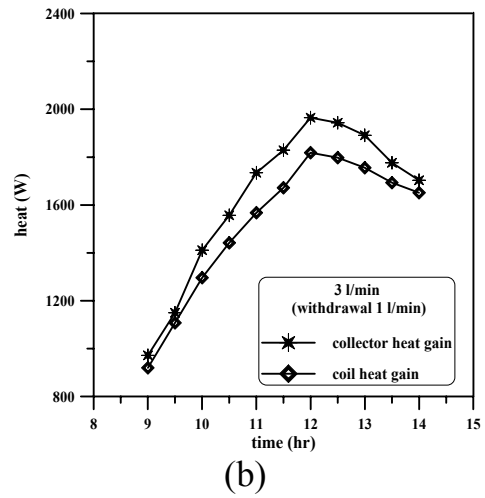 2400
2000
1600
1200
800
heat (W)
3 l/min
(withdrawal 1 l/min)
collector heat gain
coil heat gain
8 9 10 11 12 13 14 15
time (hr)
(b)